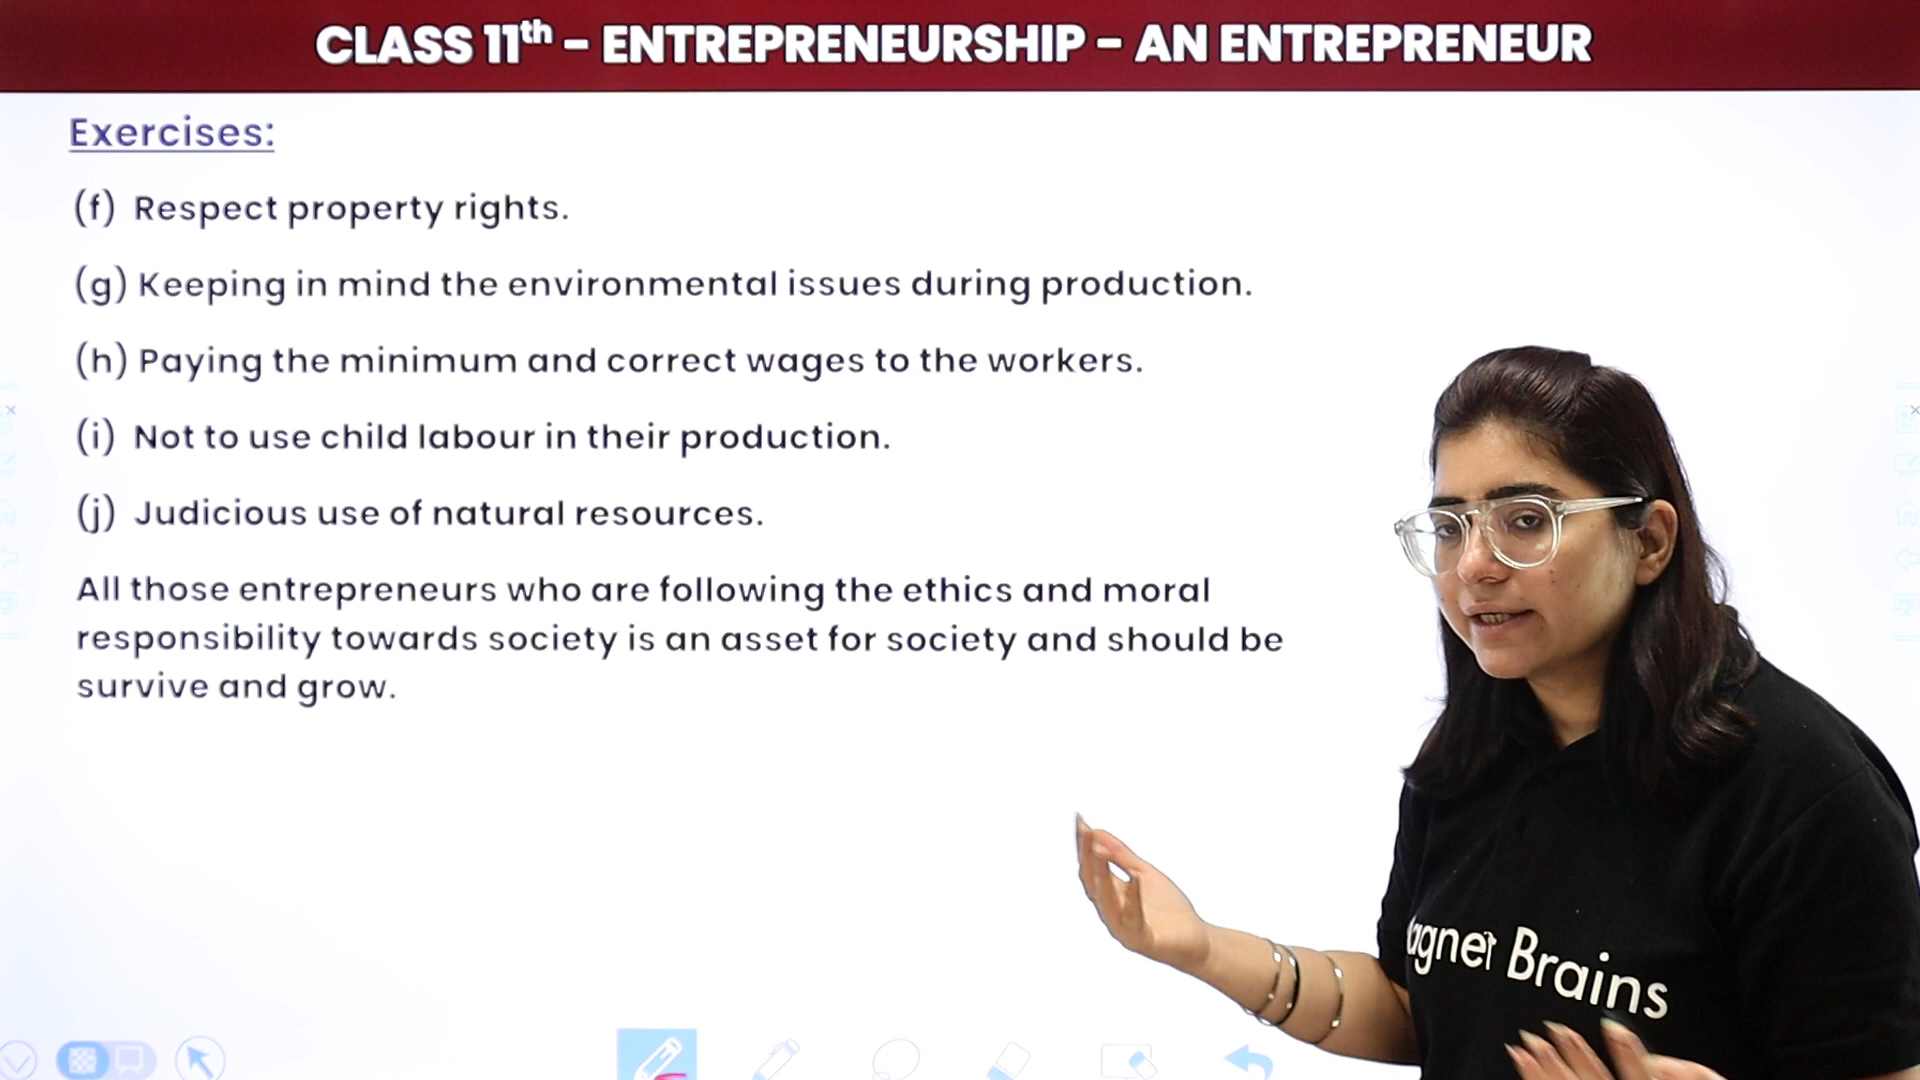 CLASS 11th – ENTREPRENEURSHIP – AN ENTREPRENEUR
Exercises:
(f) Respect property rights.
(g) Keeping in mind the environmental issues during production.
(h) Paying the minimum and correct wages to the workers.
(i) Not to use child labour in their production.
(j) Judicious use of natural resources.
All those entrepreneurs who are following the ethics and moral
responsibility towards society is an asset for society and should be
survive and grow.
agnet Brains